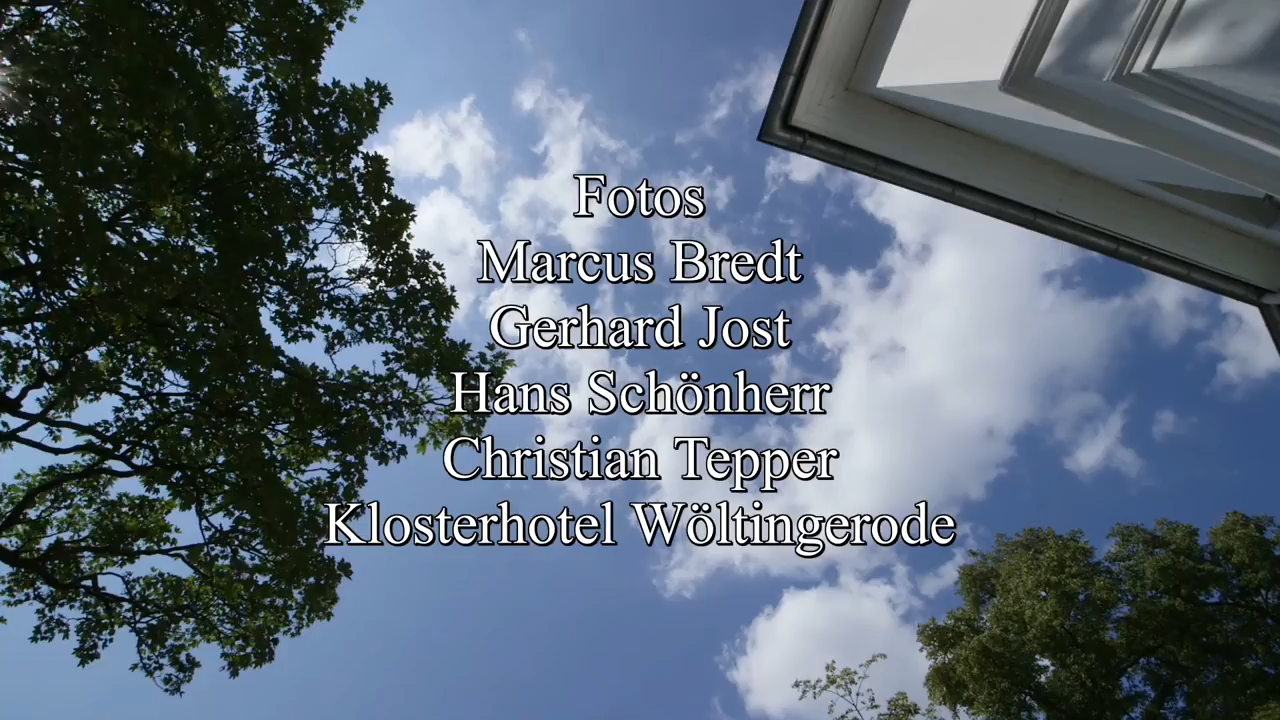 Fotos
Marcus Bredt
Gerhard Jost
Hans Schönherr
Christian Tepper
Klosterhotel Wöltingerode